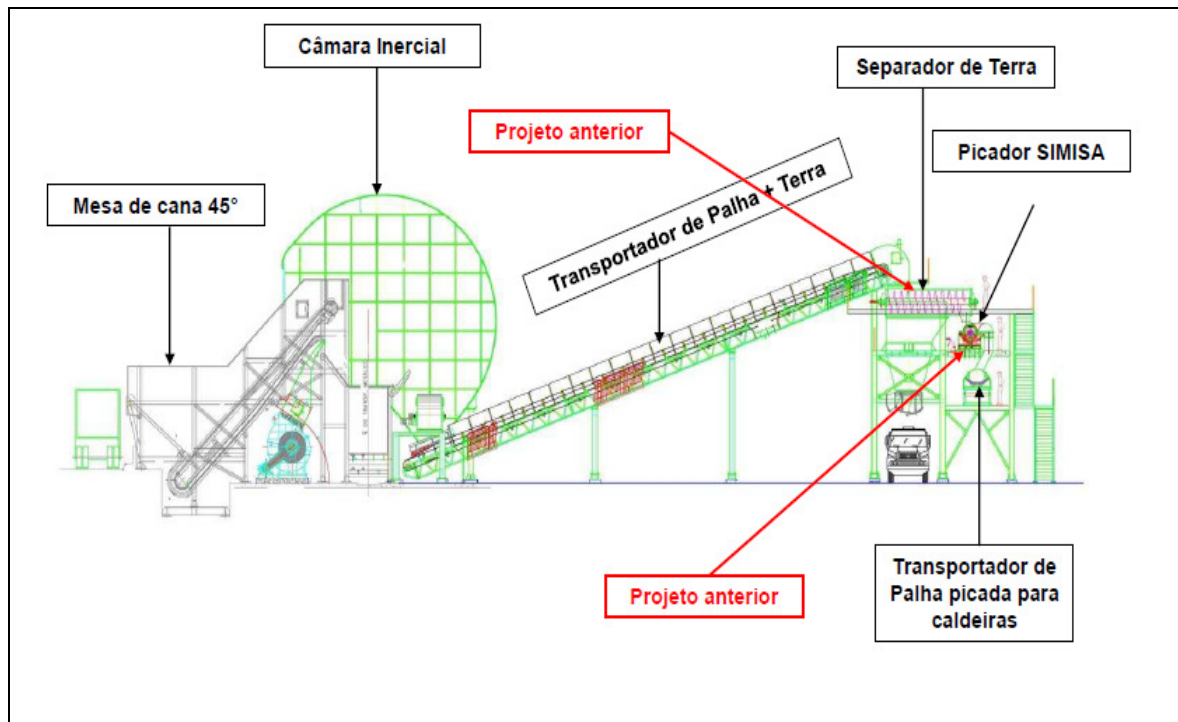 Câmara Inercial
Separador de Terra
Projeto anterior
Picador SIMISA
Mesa de cana 45°
Transportador de Palha + Terra
Projeto anterior
Transportador de
Palha picada para
caldeiras